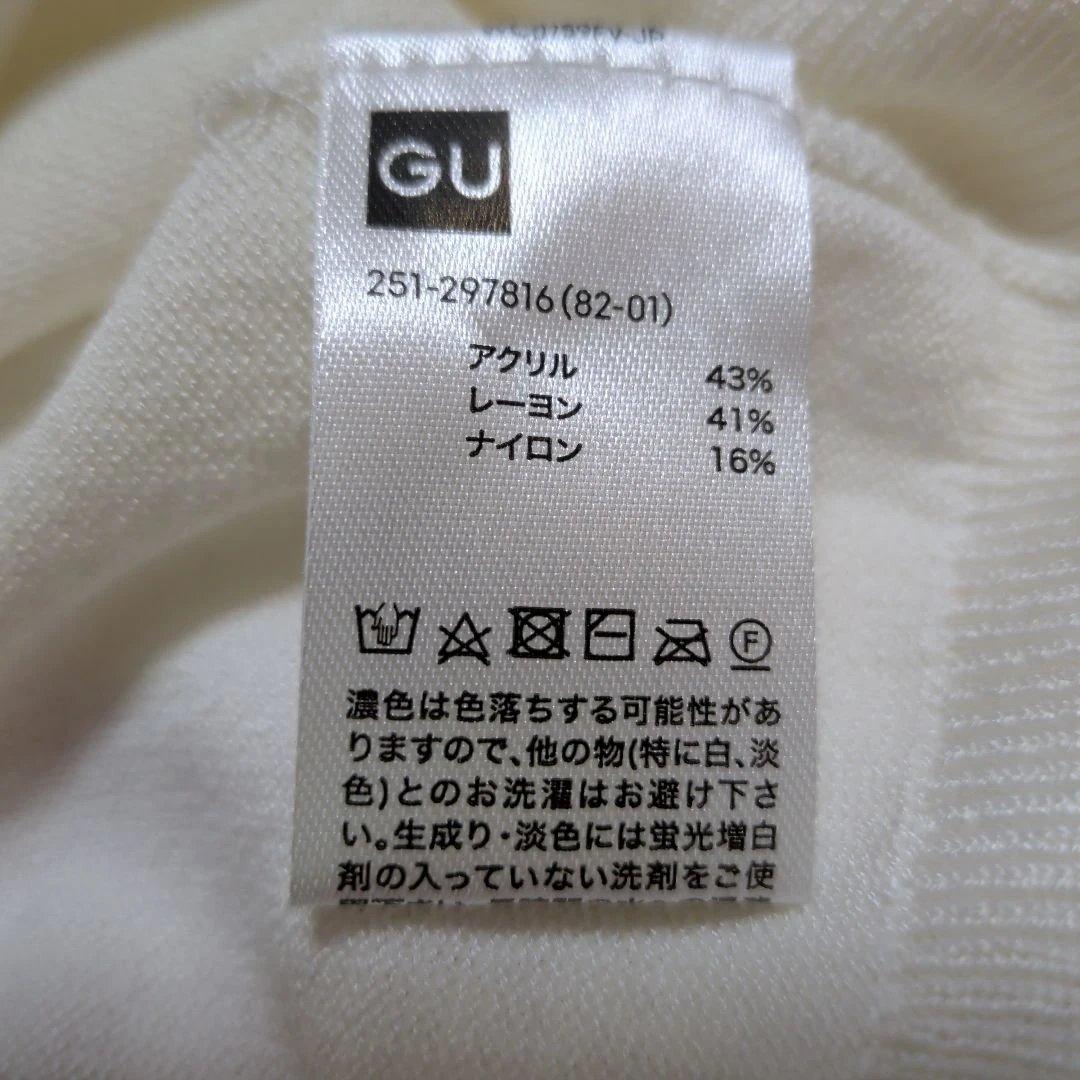 GU
251-297816(82-01)
アクリル 43%
レーヨン 41%
ナイロン 16%
F
濃色は色落ちする可能性があ
りますので、他の物(特に白、淡
色)とのお洗濯はお避け下さ
い。生成り・淡色には蛍光増白
剤の入っていない洗剤をご使